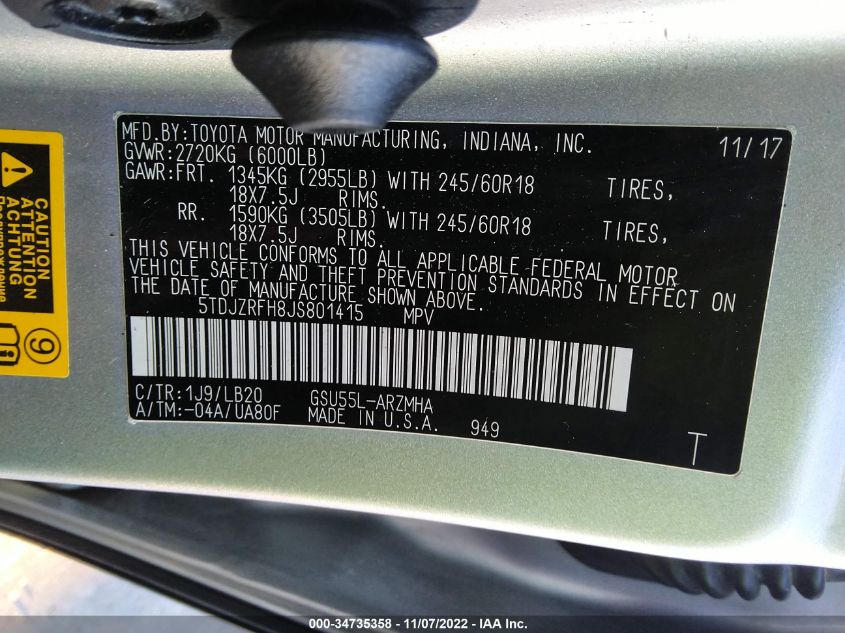 MFD.BY:TOYOTA MOTOR MANUFACTURING, INDIANA, INC. 11/17
GVWR:2720KG (6000LB)
GAWR:FRT. 1345KG (2955LB) WITH 245/60R18 TIRES,
18X7.5J RIMS.
RR. 1590KG (3505LB) WITH 245/60R18 TIRES,
18X7.5J RIMS.
THIS VEHICLE CONFORMS TO ALL APPLICABLE FEDERAL MOTOR
VEHICLE SAFETY AND THEFT PREVENTION STANDARDS IN EFFECT ON
THE DATE OF MANUFACTURE SHOWN ABOVE.
5TDJZRFH8JS801415 MPV
C/TR:1J9/LB20 GSU55L-ARZMHA
A/TM:-04A/UA80F MADE IN U.S.A. 949
T
CAUTION
ATTENTION
ACHTUNG
9
000-34735358 - 11/07/2022 - IAA Inc.